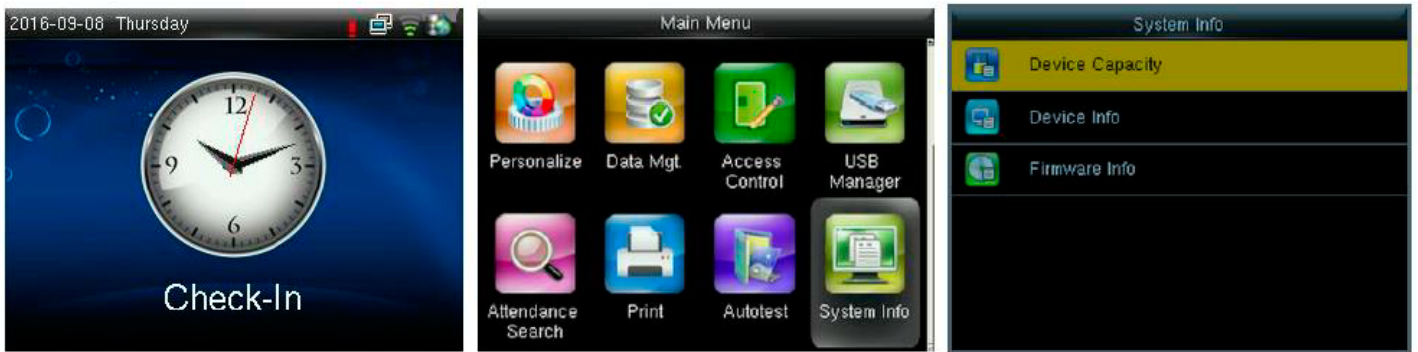 2016-09-08 Thursday
12
9
3
6
Check-In
Main Menu
Personalize
Data Mgt.
Access
Control
USB
Manager
Attendance
Search
Print
Autotest
System Info
System Info
Device Capacity
Device Info
Firmware Info